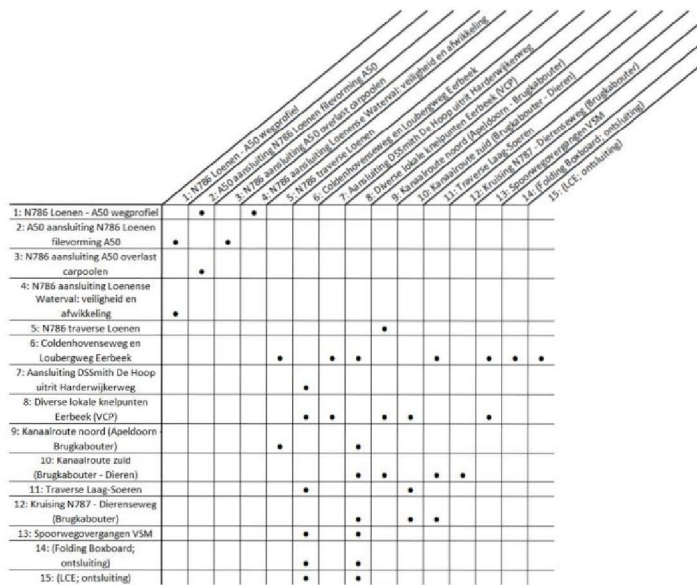 1: N786 Loenen - A50 wegprofiel
2: A50 aansluiting N786 Loenen filevorming A50
3: N786 aansluiting A50 overlast carpoolen
4: N786 aansluiting Loenense Waterval: veiligheid en afwikkeling
5: N786 traverse Loenen
6: Coldenhovenseweg en Loubergweg Eerbeek
7: Aansluiting DSSmith De Hoop uitrit Harderwijkerweg
8: Diverse lokale knelpunten Eerbeek (VCP)
9: Kanaalroute noord (Apeldoorn - Brugkabouter)
10: Kanaalroute zuid (Brugkabouter - Dieren)
11: Traverse Laag-Soeren
12: Kruising N787 - Dierenseweg (Brugkabouter)
13: Spoorwegovergangen VSM
14: (Folding Boxboard; ontsluiting)
15: (LCE; ontsluiting)
1: N786 Loenen - A50 wegprofiel
2: A50 aansluiting N786 Loenen
filevorming A50
3: N786 aansluiting A50 overlast
carpoolen
4: N786 aansluiting Loenense
Waterval: veiligheid en
afwikkeling
5: N786 traverse Loenen
6: Coldenhovenseweg en
Loubergweg Eerbeek
7: Aansluiting DSSmith De Hoop
uitrit Harderwijkerweg
8: Diverse lokale knelpunten
Eerbeek (VCP)
9: Kanaalroute noord (Apeldoorn -
Brugkabouter)
10: Kanaalroute zuid
(Brugkabouter - Dieren)
11: Traverse Laag-Soeren
12: Kruising N787 - Dierenseweg
(Brugkabouter)
13: Spoorwegovergangen VSM
14: (Folding Boxboard;
ontsluiting)
15: (LCE; ontsluiting)